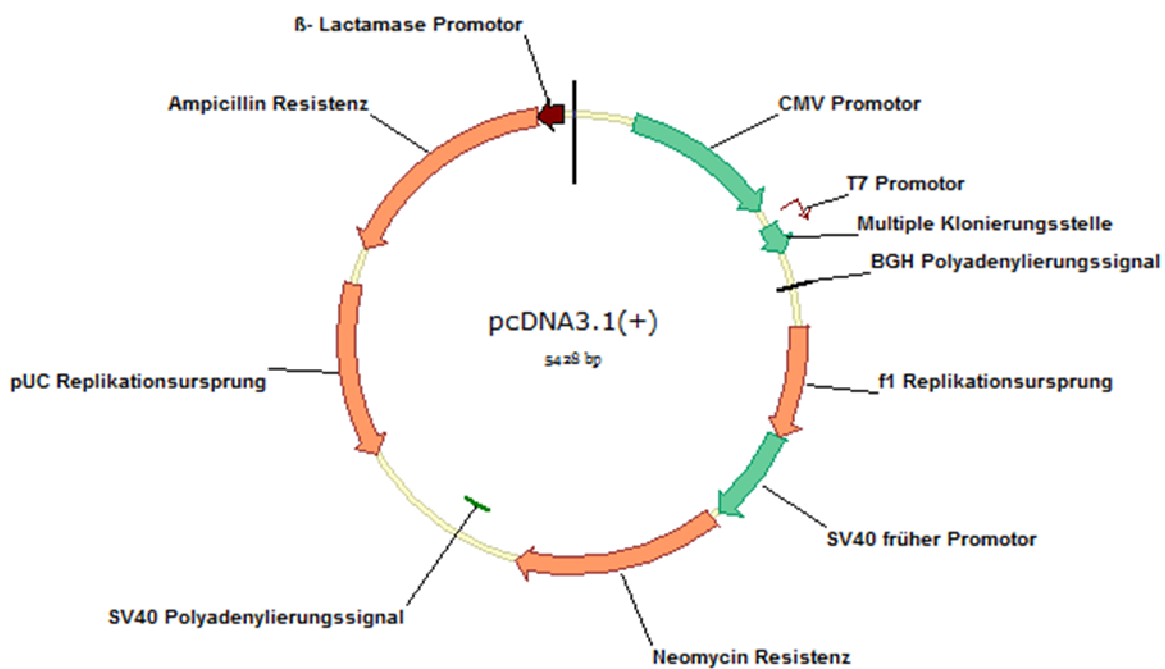 ß- Lactamase Promotor
Ampicillin Resistenz
CMV Promotor
T7 Promotor
Multiple Klonierungsstelle
BGH Polyadenylierungssignal
pcDNA3.1(+)
5428 bp
pUC Replikationsursprung
f1 Replikationsursprung
SV40 früher Promotor
SV40 Polyadenylierungssignal
Neomycin Resistenz